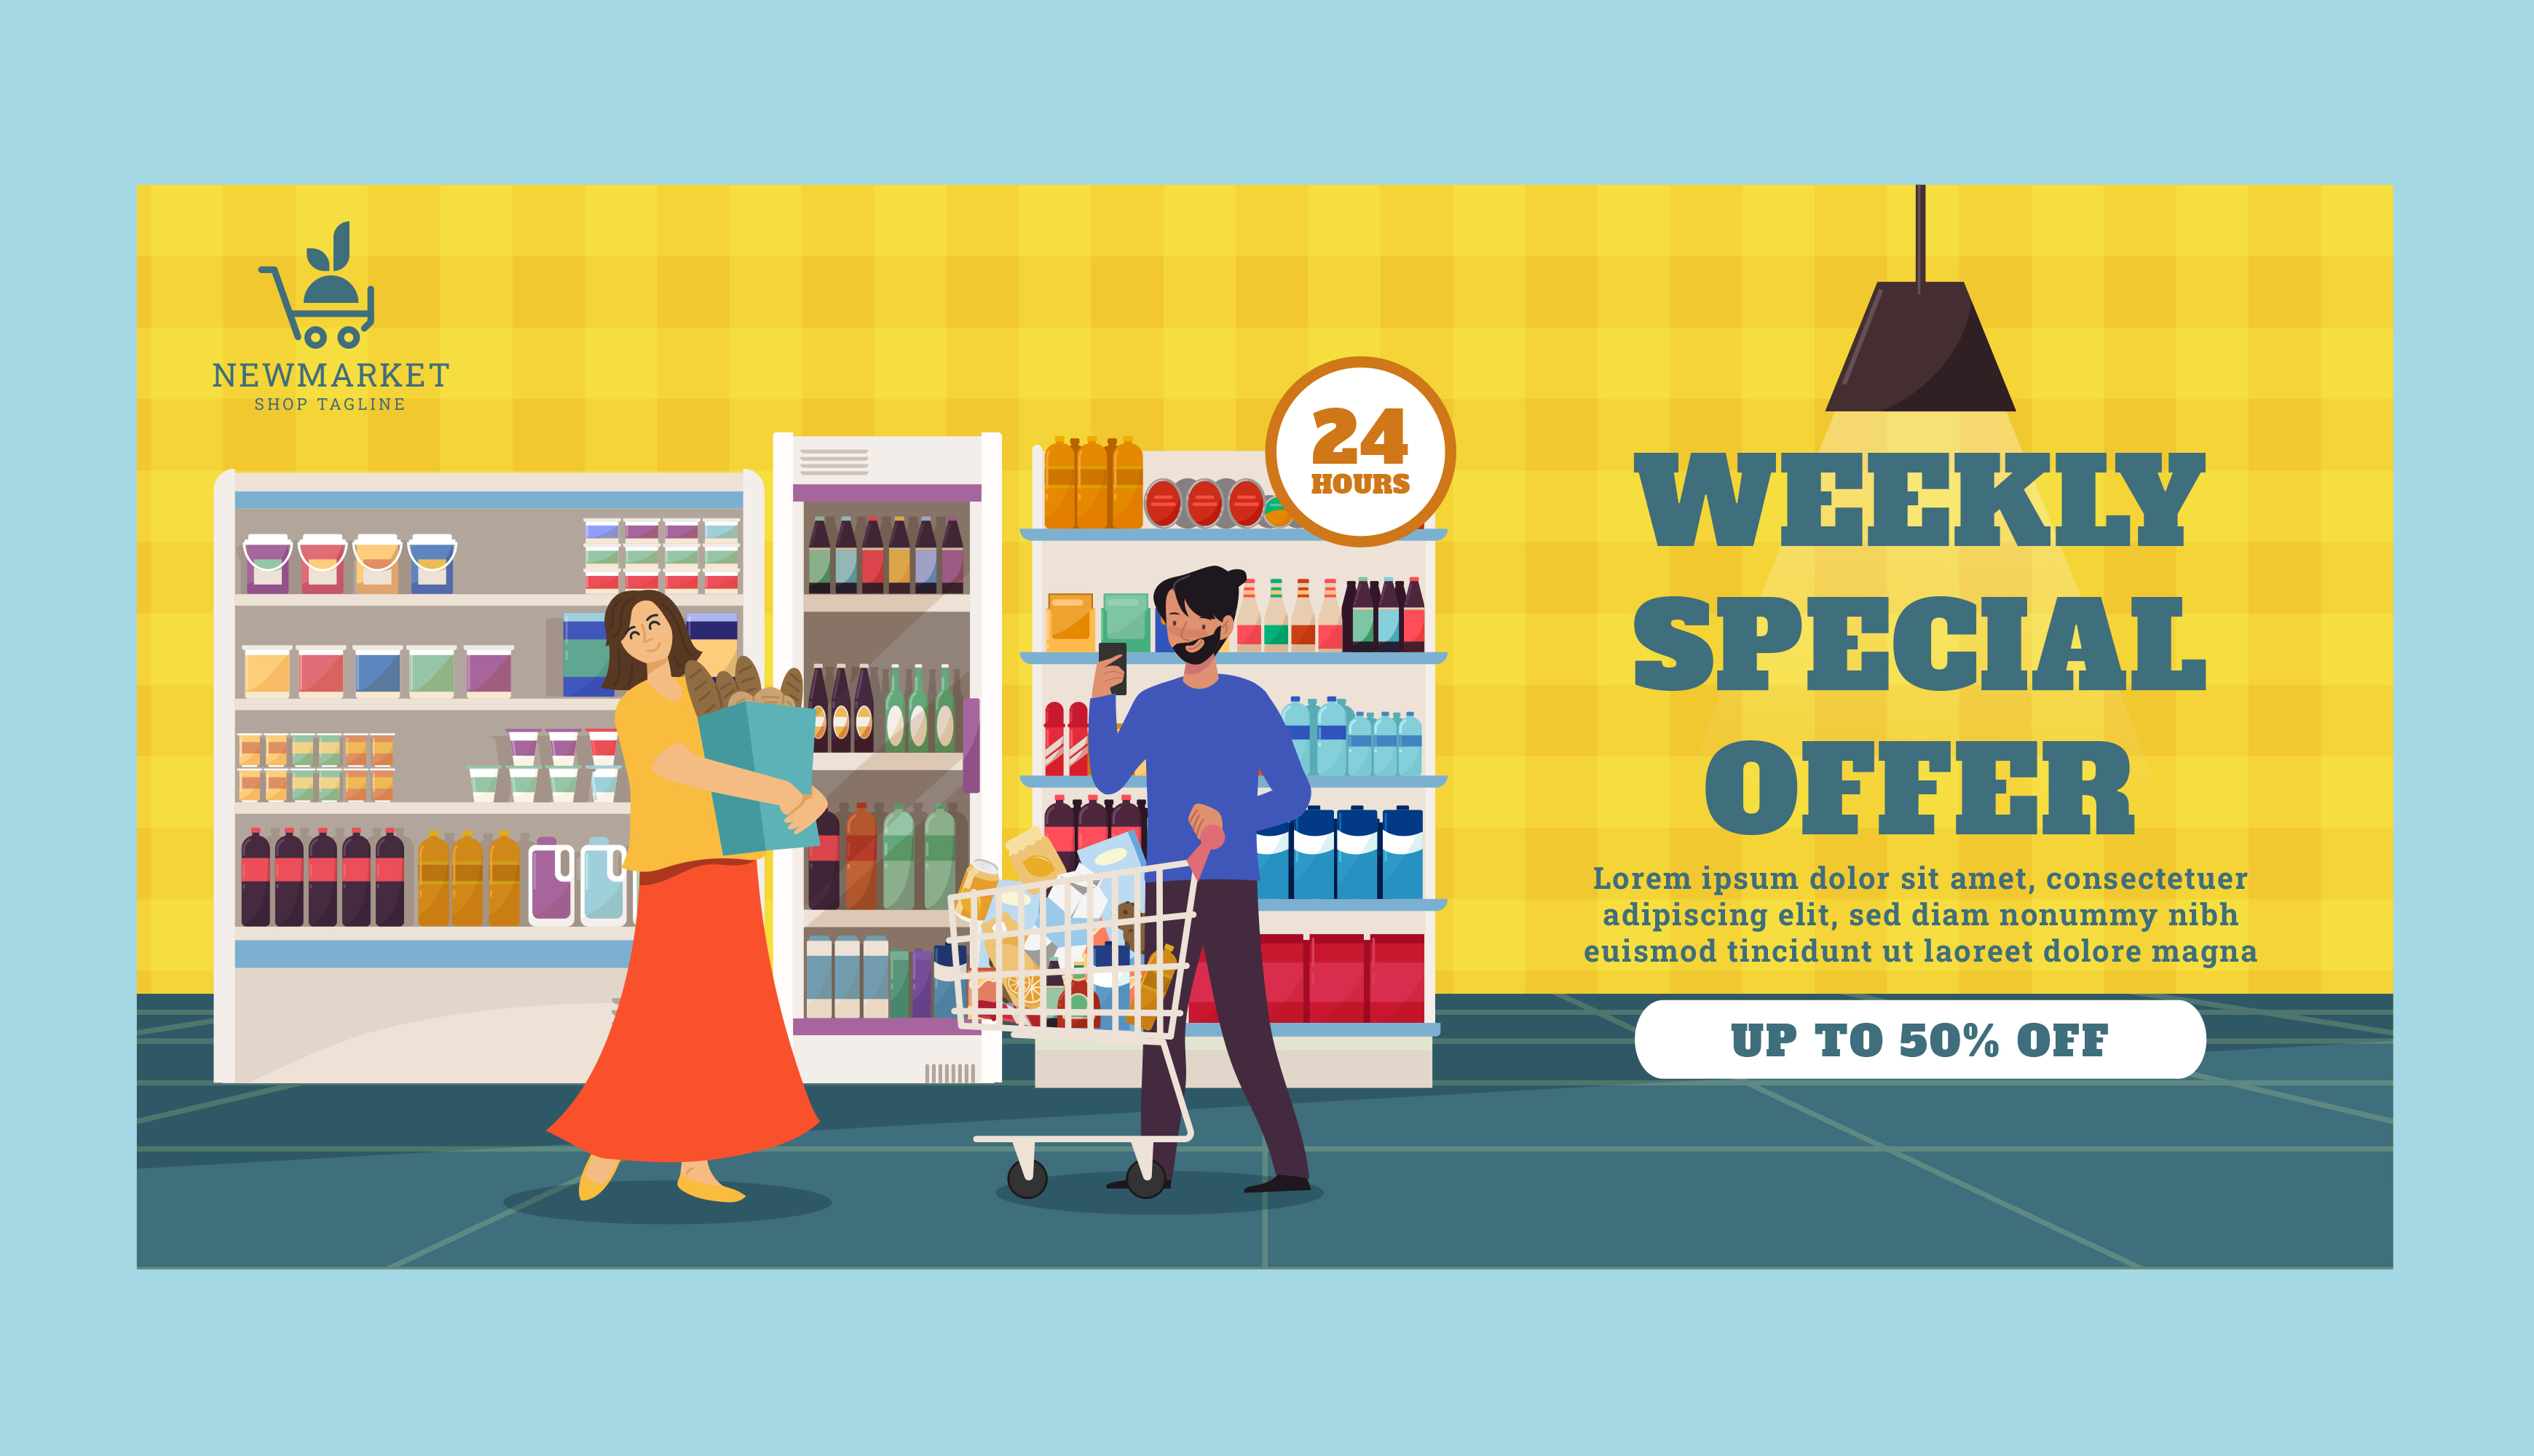 NEWMARKET
SHOP TAGLINE
24
HOURS
WEEKLY
SPECIAL
OFFER
Lorem ipsum dolor sit amet, consectetuer
adipiscing elit, sed diam nonummy nibh
euismod tincidunt ut laoreet dolore magna
UP TO 50% OFF